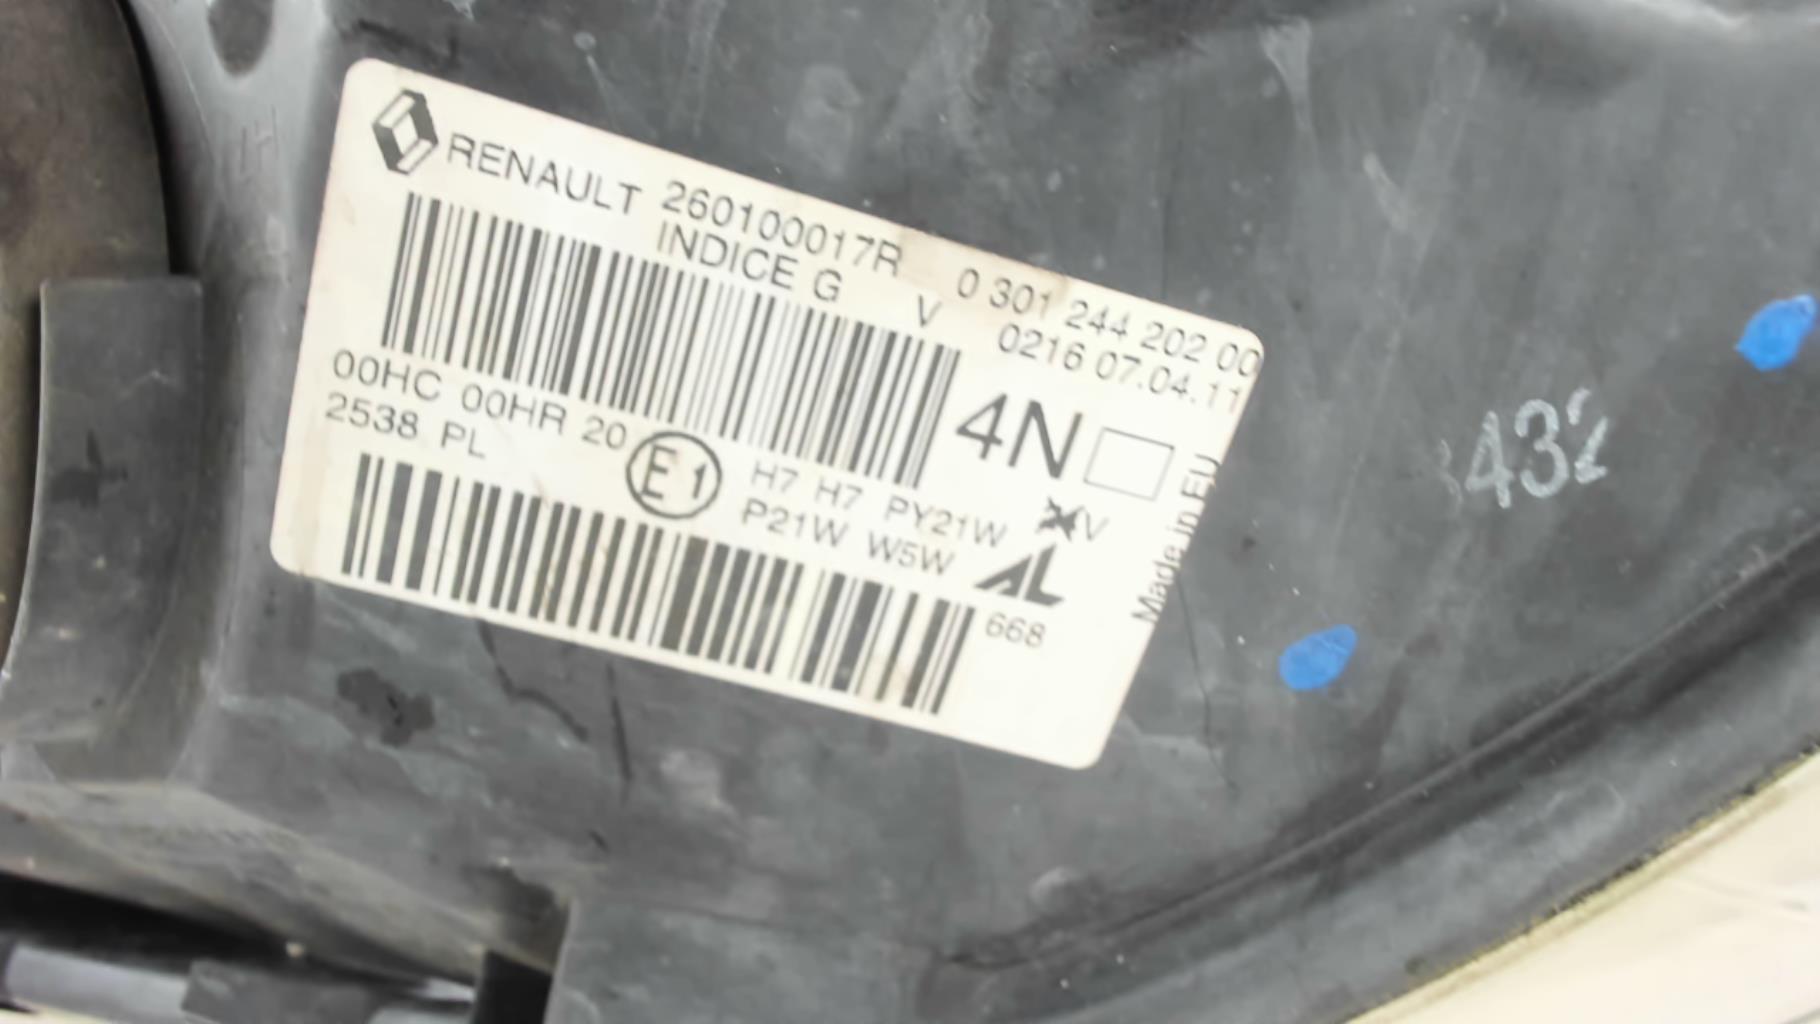 RENAULT 260100017R 0 301 244 202 00
INDICE G V 0216 07.04.11
4N
00HC 00HR 20
2538 PL
E1
H7 H7 PY21W
P21W W5W
AL
668
Made in EU
432